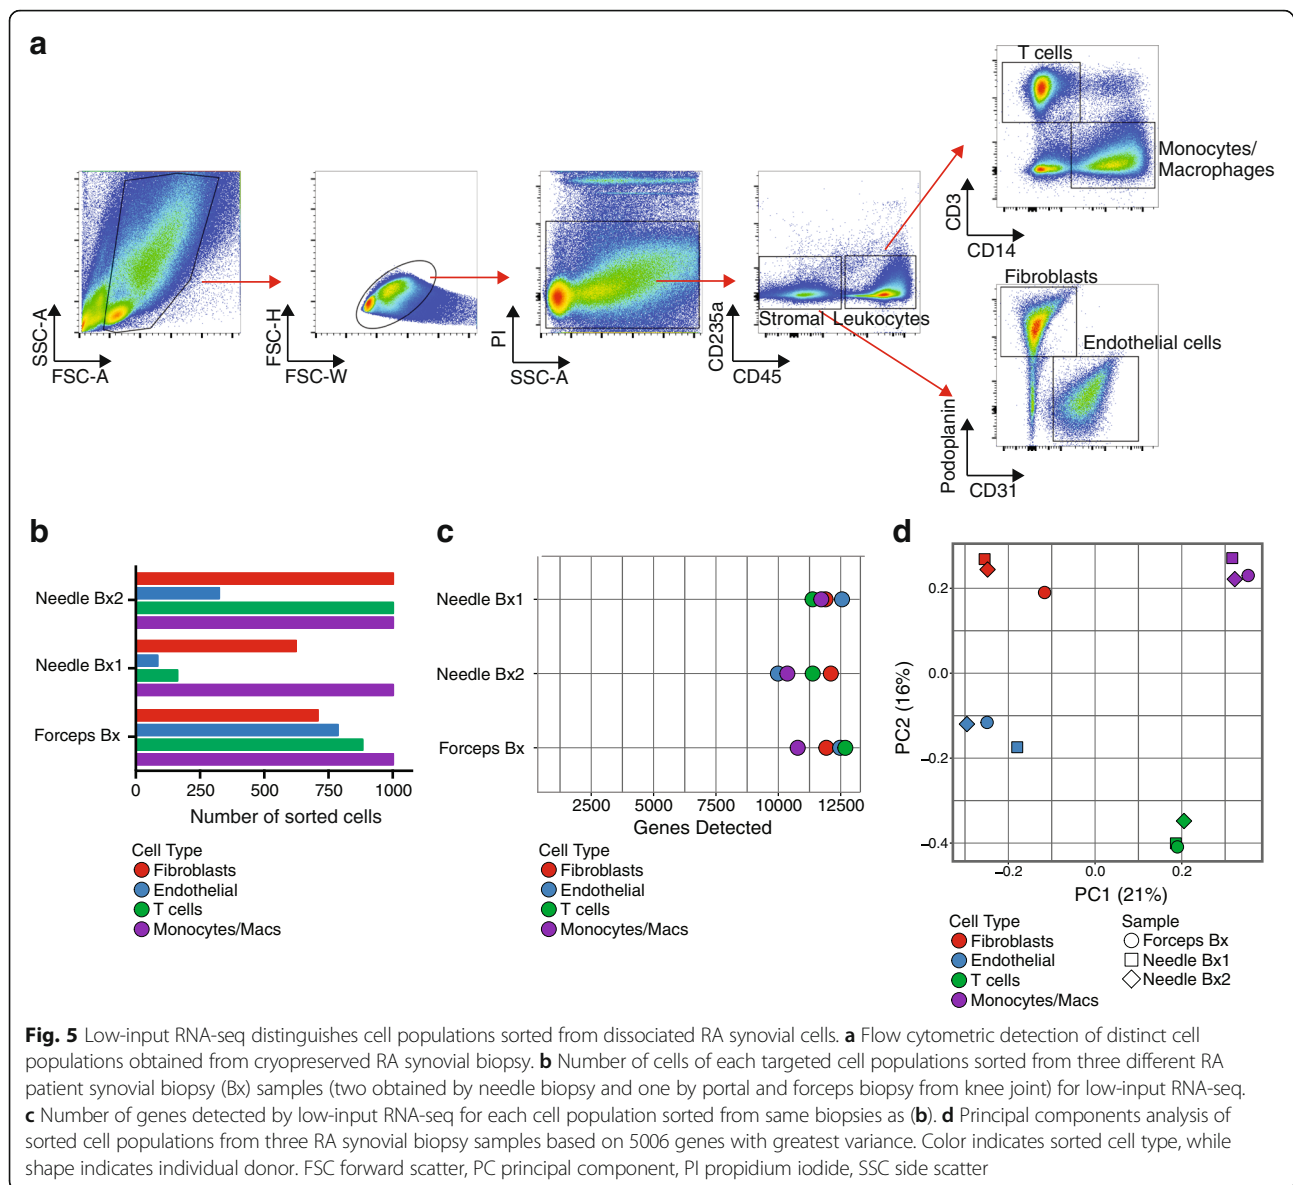 a
SSC-A
FSC-A
FSC-H
FSC-W
PI
SSC-A
CD235a
CD45
Stromal
Leukocytes
T cells
Monocytes/
Macrophages
CD3
CD14
Fibroblasts
Endothelial cells
Podoplanin
CD31
b
Needle Bx2
Needle Bx1
Forceps Bx
0
250
500
750
1000
Number of sorted cells
Cell Type
Fibroblasts
Endothelial
T cells
Monocytes/Macs
c
Needle Bx1
Needle Bx2
Forceps Bx
2500
5000
7500
10000
12500
Genes Detected
Cell Type
Fibroblasts
Endothelial
T cells
Monocytes/Macs
d
0.2
0.0
−0.2
−0.4
PC2 (16%)
−0.2
0.0
0.2
PC1 (21%)
Cell Type
Fibroblasts
Endothelial
T cells
Monocytes/Macs
Sample
Forceps Bx
Needle Bx1
Needle Bx2
Fig. 5 Low-input RNA-seq distinguishes cell populations sorted from dissociated RA synovial cells. a Flow cytometric detection of distinct cell
populations obtained from cryopreserved RA synovial biopsy. b Number of cells of each targeted cell populations sorted from three different RA
patient synovial biopsy (Bx) samples (two obtained by needle biopsy and one by portal and forceps biopsy from knee joint) for low-input RNA-seq.
c Number of genes detected by low-input RNA-seq for each cell population sorted from same biopsies as (b). d Principal components analysis of
sorted cell populations from three RA synovial biopsy samples based on 5006 genes with greatest variance. Color indicates sorted cell type, while
shape indicates individual donor. FSC forward scatter, PC principal component, PI propidium iodide, SSC side scatter